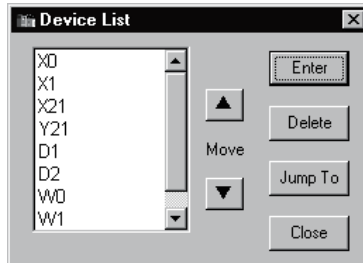 Device List
X0
X1
X21
Y21
D1
D2
W0
W1
Move
Enter
Delete
Jump To
Close